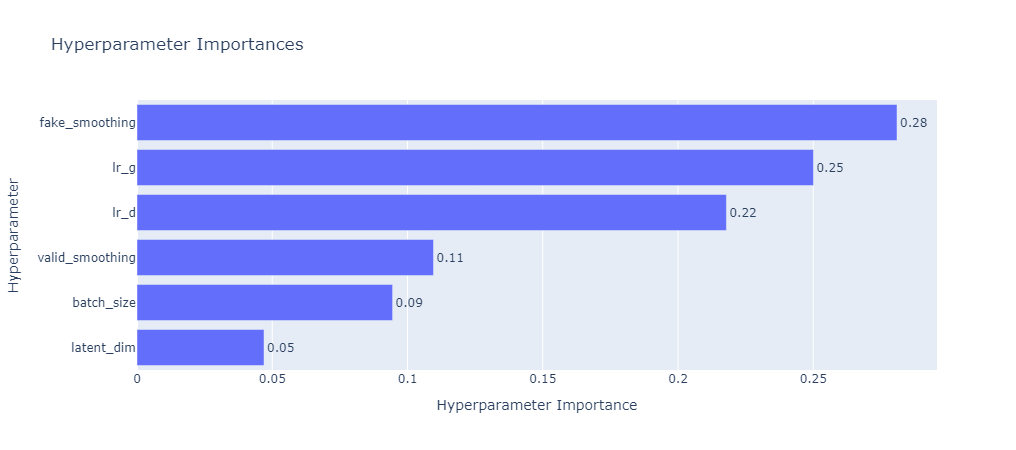 Hyperparameter Importances
Hyperparameter
fake_smoothing 0.28
lr_g 0.25
lr_d 0.22
valid_smoothing 0.11
batch_size 0.09
latent_dim 0.05
0 0.05 0.1 0.15 0.2 0.25
Hyperparameter Importance